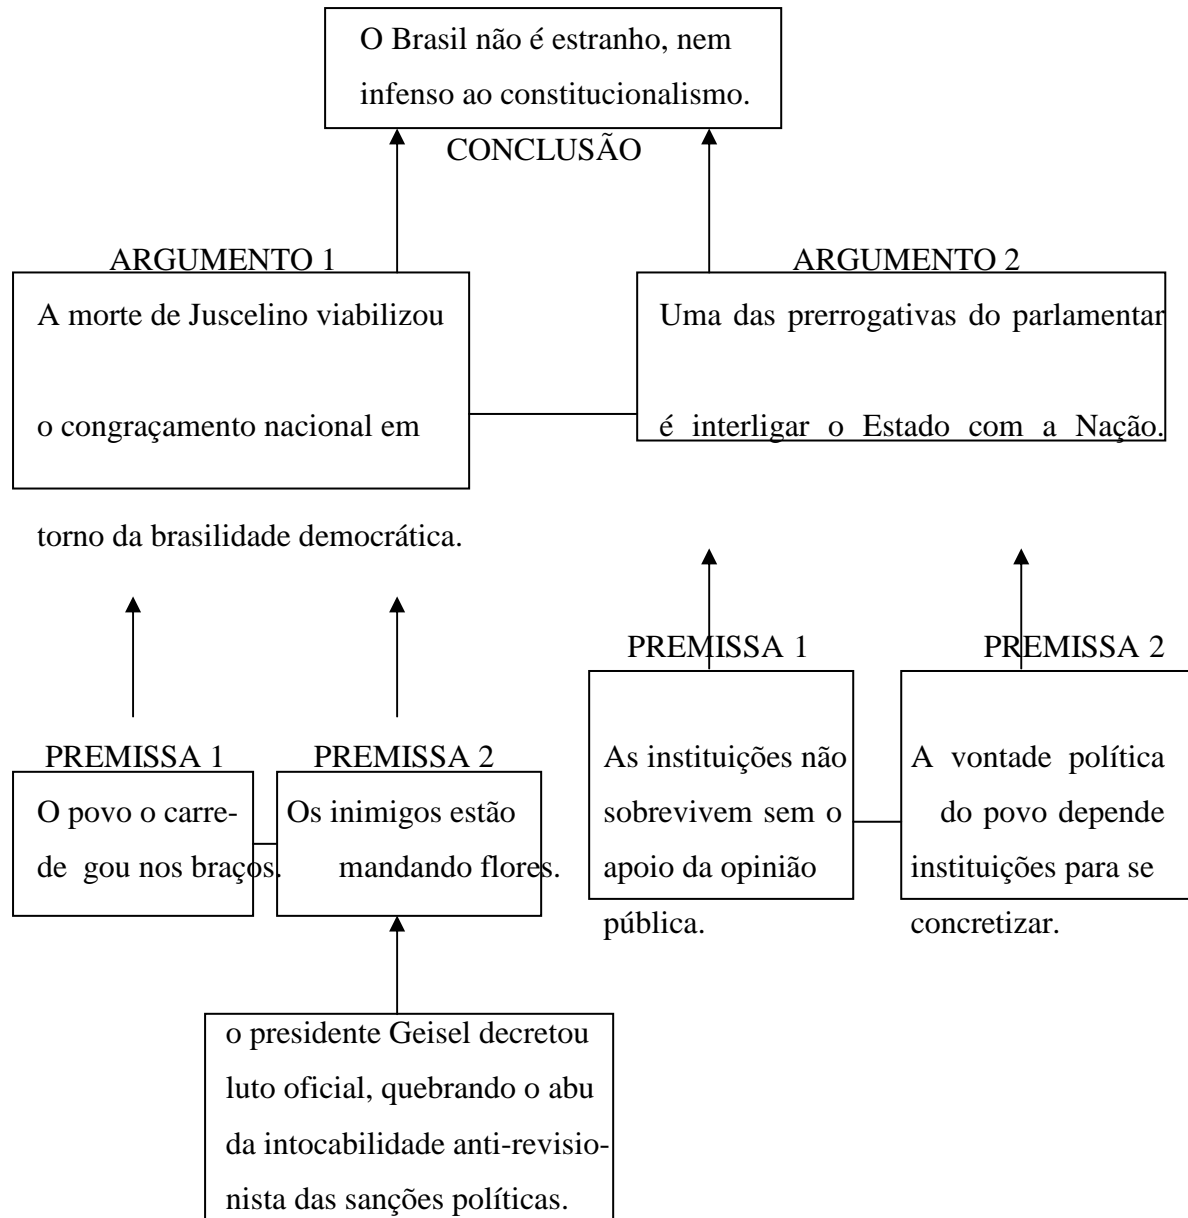 O Brasil não é estranho, nem
infenso ao constitucionalismo.
CONCLUSÃO
ARGUMENTO 1
A morte de Juscelino viabilizou
o congraçamento nacional em
torno da brasilidade democrática.
ARGUMENTO 2
Uma das prerrogativas do parlamentar
é interligar o Estado com a Nação.
PREMISSA 1
O povo o carre-
de gou nos braços.
PREMISSA 2
Os inimigos estão
mandando flores.
PREMISSA 1
As instituições não
sobrevivem sem o
apoio da opinião
pública.
PREMISSA 2
A vontade política
do povo depende
instituições para se
concretizar.
o presidente Geisel decretou
luto oficial, quebrando o abu
da intocabilidade anti-revisio-
nista das sanções políticas.